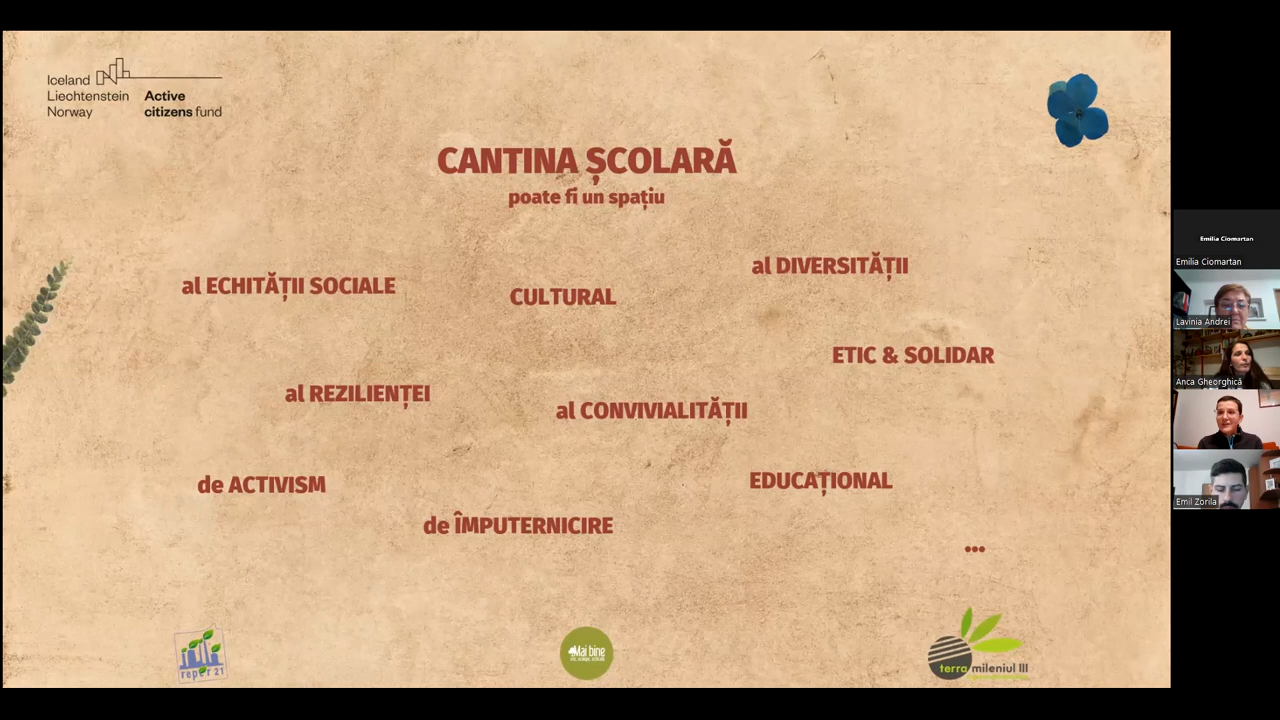 Iceland
Liechtenstein
Norway
Active
citizens fund
CANTINA ȘCOLARĂ
poate fi un spațiu
al ECHITĂȚII SOCIALE
CULTURAL
al DIVERSITĂȚII
ETIC & SOLIDAR
al REZILIENȚEI
al CONVIVIALITĂȚII
de ACTIVISM
EDUCAȚIONAL
de ÎMPUTERNICIRE
...
reper 21
Mai bine
terra mileniul III
Emilia Ciomartan
Emilia Ciomartan
Lavinia Andrei
Anca Gheorghică
Emil Zorila